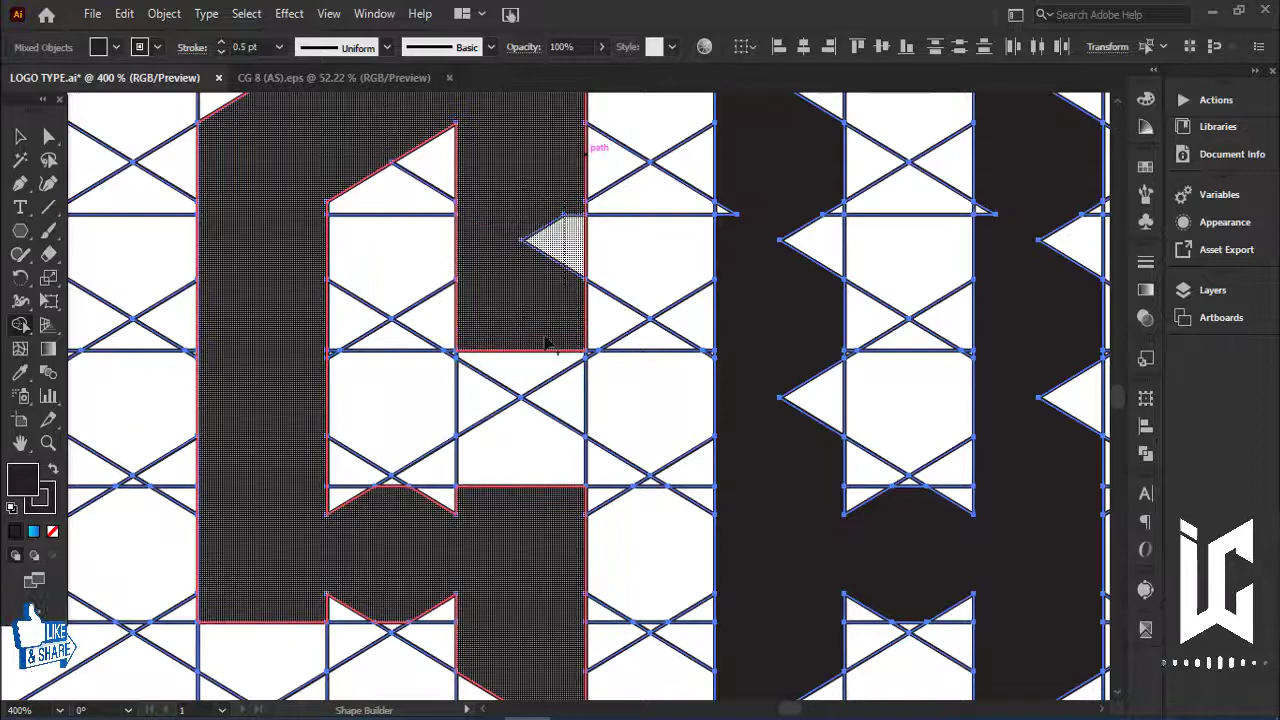 Ai
File Edit Object Type Select Effect View Window Help
Search Adobe Help
Mixed Objects
Stroke: 0.5 pt
Uniform
Basic
Opacity: 100%
Style:
Transform
LOGO TYPE.ai* @ 400 % (RGB/Preview) ×
CG 8 (AS).eps @ 52.22 % (RGB/Preview) ×
path
Actions
Libraries
Document Info
Variables
Appearance
Asset Export
Layers
Artboards
LIKE
& SHARE
400%
0°
1
Shape Builder